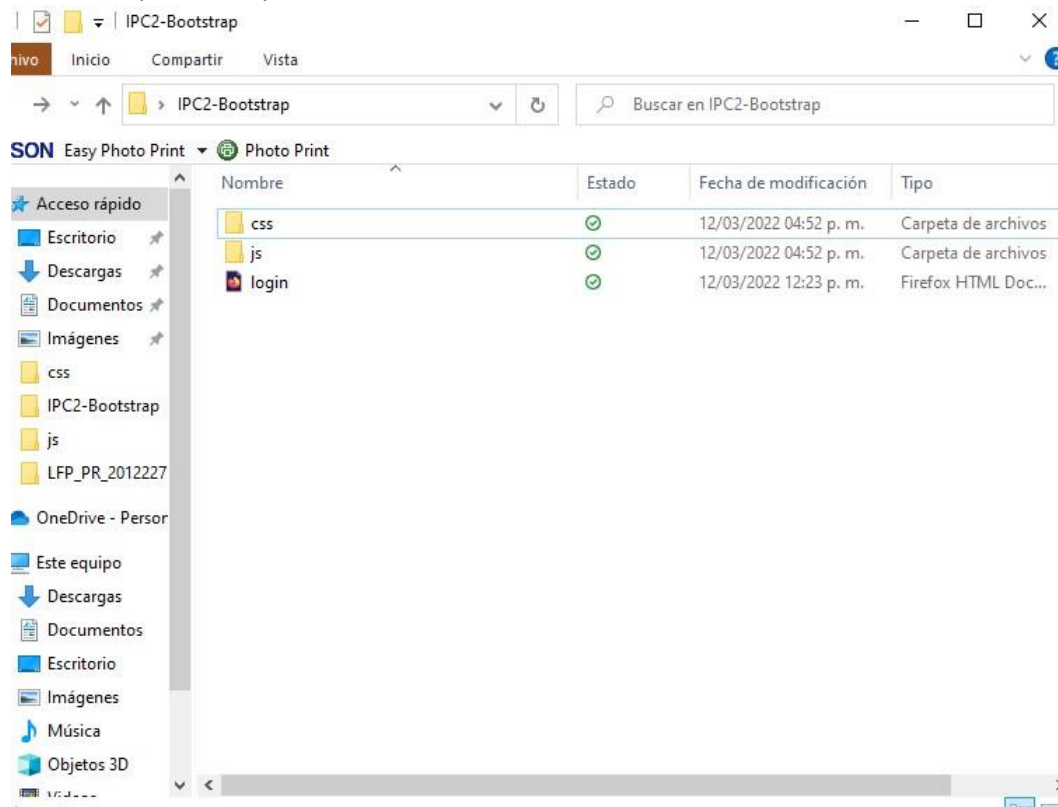 IPC2-Bootstrap
hivo Inicio Compartir Vista
IPC2-Bootstrap Buscar en IPC2-Bootstrap
SON Easy Photo Print Photo Print
Nombre Estado Fecha de modificación Tipo
Acceso rápido
Escritorio
Descargas
Documentos
Imágenes
css
IPC2-Bootstrap
js
LFP_PR_2012227
OneDrive - Person
Este equipo
Descargas
Documentos
Escritorio
Imágenes
Música
Objetos 3D
css 12/03/2022 04:52 p. m. Carpeta de archivos
js 12/03/2022 04:52 p. m. Carpeta de archivos
login 12/03/2022 12:23 p. m. Firefox HTML Doc...